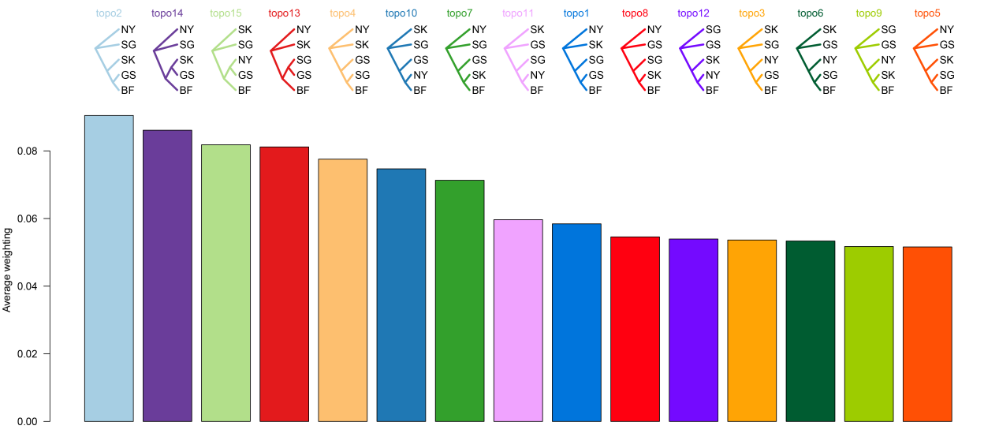 topo2 topo14 topo15 topo13 topo4 topo10 topo7 topo11 topo1 topo8 topo12 topo3 topo6 topo9 topo5
NY NY SK NY NY SK NY SK NY NY SG SK SK SG NY
SG SG SG SK SK SG SG GS SK GS GS SG GS GS GS
SK SK NY SG GS GS GS SG SG SK SK NY NY NY SK
GS GS GS GS SG NY SK NY GS SG NY GS SG SK SG
BF BF BF BF BF BF BF BF BF BF BF BF BF BF BF
0.08
0.06
0.04
0.02
0.00
Average weighting